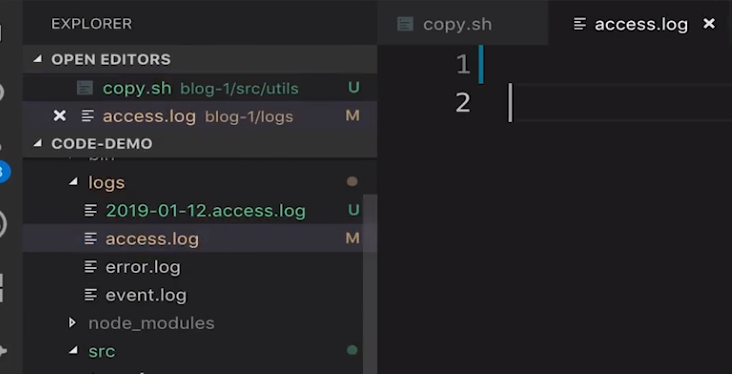 EXPLORER
OPEN EDITORS
copy.sh blog-1/src/utils U
access.log blog-1/logs M
CODE-DEMO
bin
logs
2019-01-12.access.log U
access.log M
error.log
event.log
node_modules
src
copy.sh access.log
1
2